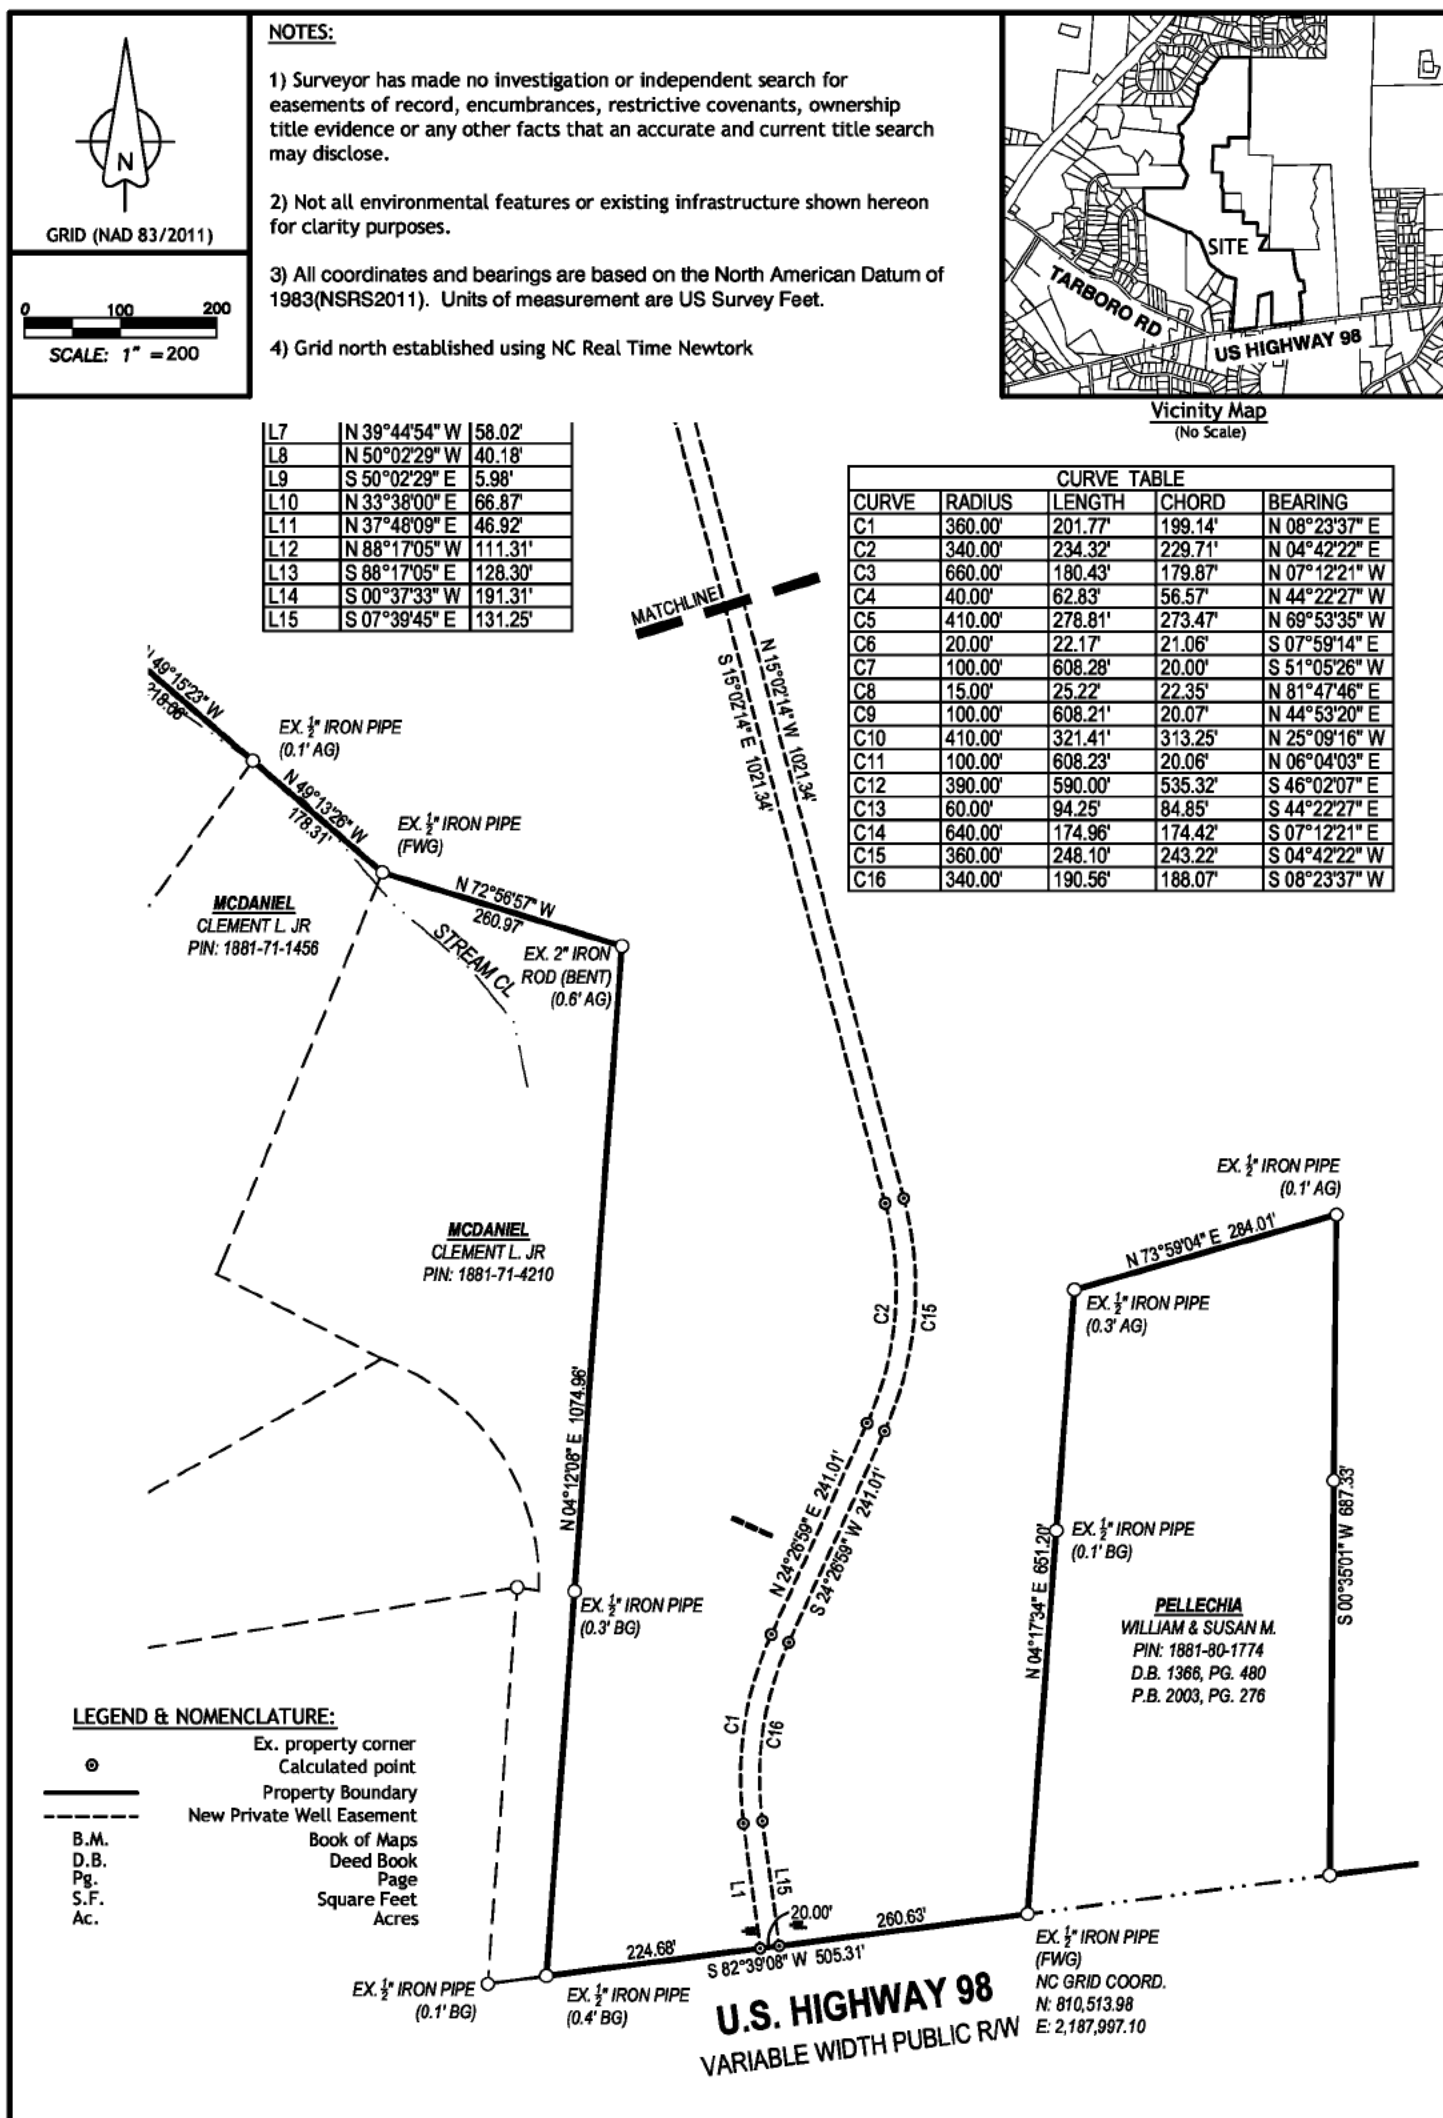 N
GRID (NAD 83/2011)
0 100 200
SCALE: 1" =200
NOTES:
1) Surveyor has made no investigation or independent search for
easements of record, encumbrances, restrictive covenants, ownership
title evidence or any other facts that an accurate and current title search
may disclose.
2) Not all environmental features or existing infrastructure shown hereon
for clarity purposes.
3) All coordinates and bearings are based on the North American Datum of
1983(NSRS2011). Units of measurement are US Survey Feet.
4) Grid north established using NC Real Time Newtork
SITE
TARBORO RD
US HIGHWAY 98
Vicinity Map
(No Scale)
L7 N 39°44'54" W 58.02'
L8 N 50°02'29" W 40.18'
L9 S 50°02'29" E 5.98'
L10 N 33°38'00" E 66.87'
L11 N 37°48'09" E 46.92'
L12 N 88°17'05" W 111.31'
L13 S 88°17'05" E 128.30'
L14 S 00°37'33" W 191.31'
L15 S 07°39'45" E 131.25'
CURVE TABLE
CURVE RADIUS LENGTH CHORD BEARING
C1 360.00' 201.77' 199.14' N 08°23'37" E
C2 340.00' 234.32' 229.71' N 04°42'22" E
C3 660.00' 180.43' 179.87' N 07°12'21" W
C4 40.00' 62.83' 56.57' N 44°22'27" W
C5 410.00' 278.81' 273.47' N 69°53'35" W
C6 20.00' 22.17' 21.06' S 07°59'14" E
C7 100.00' 608.28' 20.00' S 51°05'26" W
C8 15.00' 25.22' 22.35' N 81°47'46" E
C9 100.00' 608.21' 20.07' N 44°53'20" E
C10 410.00' 321.41' 313.25' N 25°09'16" W
C11 100.00' 608.23' 20.06' N 06°04'03" E
C12 390.00' 590.00' 535.32' S 46°02'07" E
C13 60.00' 94.25' 84.85' S 44°22'27" E
C14 640.00' 174.96' 174.42' S 07°12'21" E
C15 360.00' 248.10' 243.22' S 04°42'22" W
C16 340.00' 190.56' 188.07' S 08°23'37" W
MATCHLINE
S 15°02'14" E 1021.34'
N 15°02'14" W 1021.34'
N 49°15'23" W
218.06'
EX. ½" IRON PIPE
(0.1' AG)
N 49°13'26" W
178.31'
EX. ½" IRON PIPE
(FWG)
N 72°56'57" W
260.97'
MCDANIEL
CLEMENT L. JR
PIN: 1881-71-1456
STREAM CL
EX. 2" IRON
ROD (BENT)
(0.6' AG)
MCDANIEL
CLEMENT L. JR
PIN: 1881-71-4210
N 04°12'08" E 1074.96'
C2
C15
EX. ½" IRON PIPE
(0.1' AG)
N 73°59'04" E 284.01'
EX. ½" IRON PIPE
(0.3' AG)
N 24°26'59" E 241.01'
S 24°26'59" W 241.01'
EX. ½" IRON PIPE
(0.1' BG)
N 04°17'34" E 651.20'
S 00°35'01" W 687.33'
PELLECHIA
WILLIAM & SUSAN M.
PIN: 1881-80-1774
D.B. 1366, PG. 480
P.B. 2003, PG. 276
EX. ½" IRON PIPE
(0.3' BG)
C1
C16
LEGEND & NOMENCLATURE:
Ex. property corner
Calculated point
Property Boundary
New Private Well Easement
B.M. Book of Maps
D.B. Deed Book
Pg. Page
S.F. Square Feet
Ac. Acres
L1
L15
20.00'
224.68'
260.63'
S 82°39'08" W 505.31'
EX. ½" IRON PIPE
(0.1' BG)
EX. ½" IRON PIPE
(0.4' BG)
U.S. HIGHWAY 98
VARIABLE WIDTH PUBLIC R/W
EX. ½" IRON PIPE
(FWG)
NC GRID COORD.
N: 810,513.98
E: 2,187,997.10